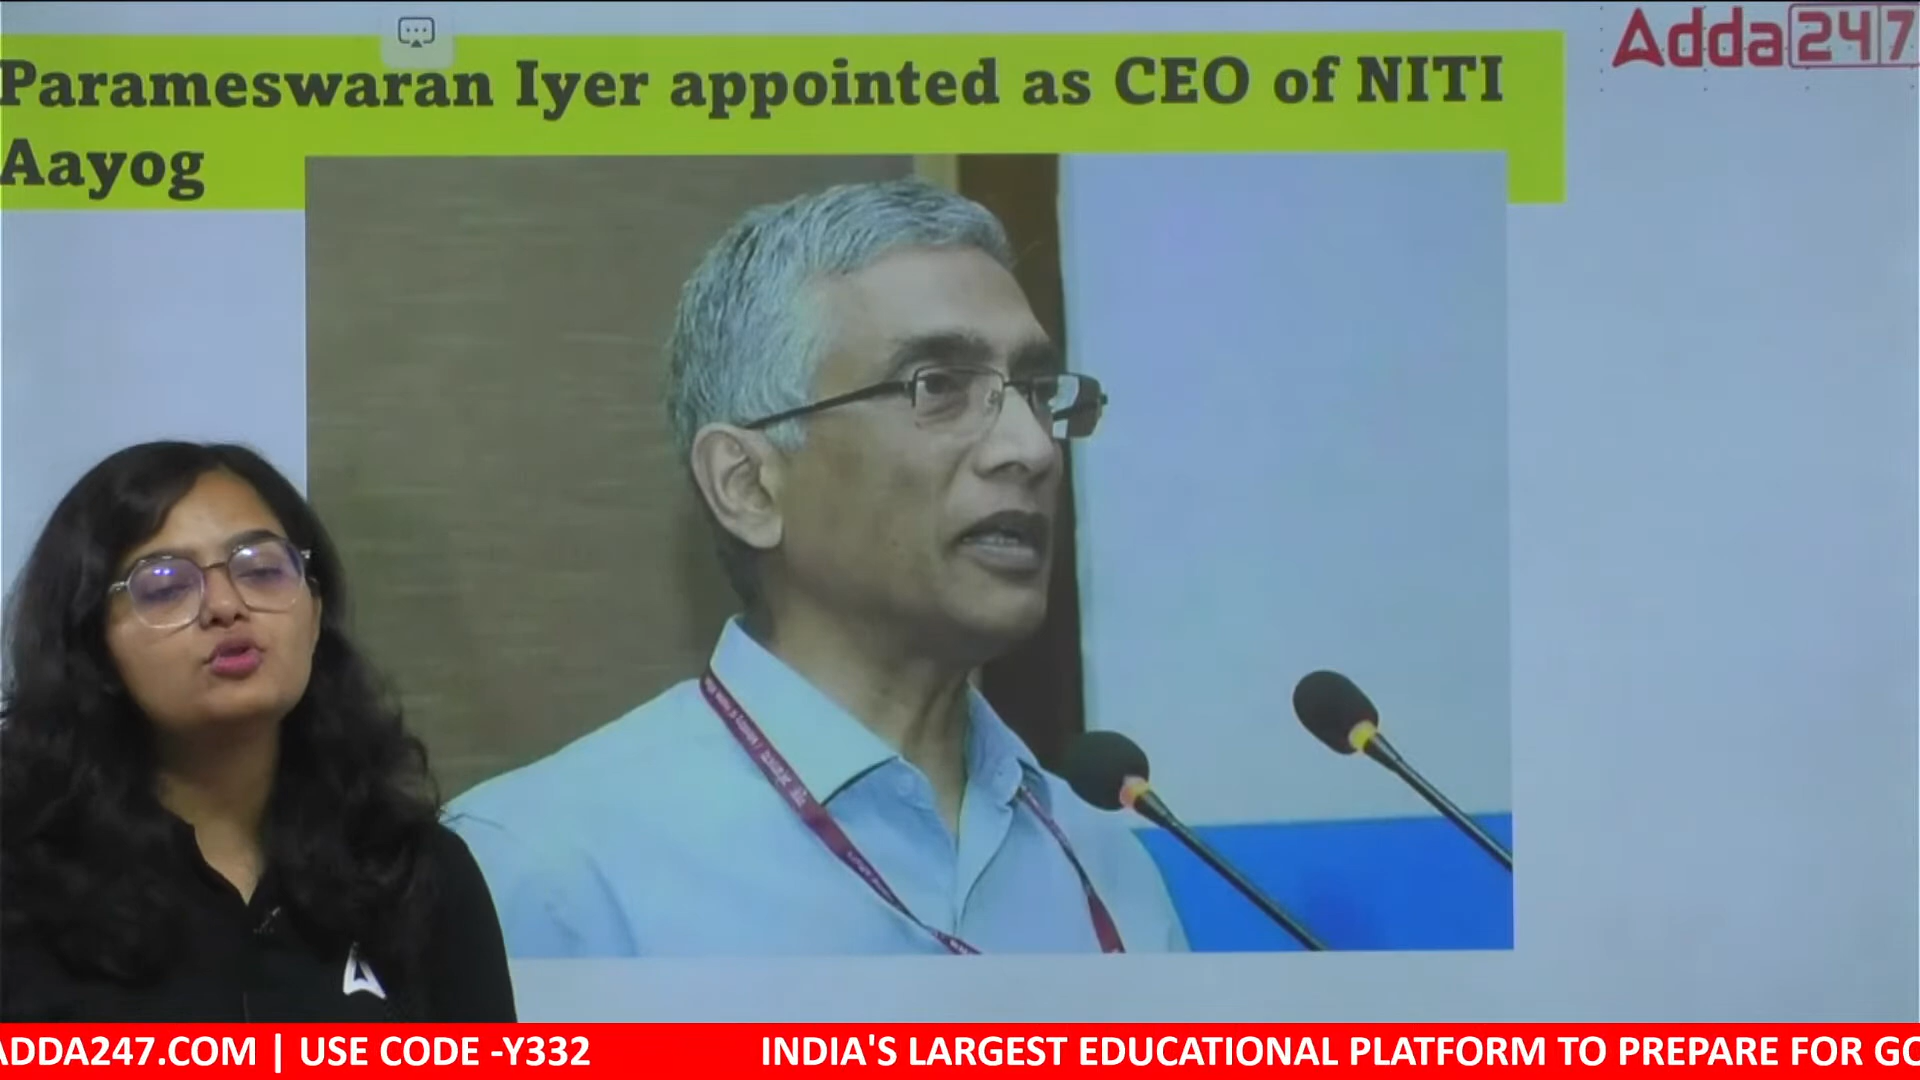 Adda247
Parameswaran Iyer appointed as CEO of NITI
Aayog
ADDA247.COM | USE CODE -Y332 INDIA'S LARGEST EDUCATIONAL PLATFORM TO PREPARE FOR GO